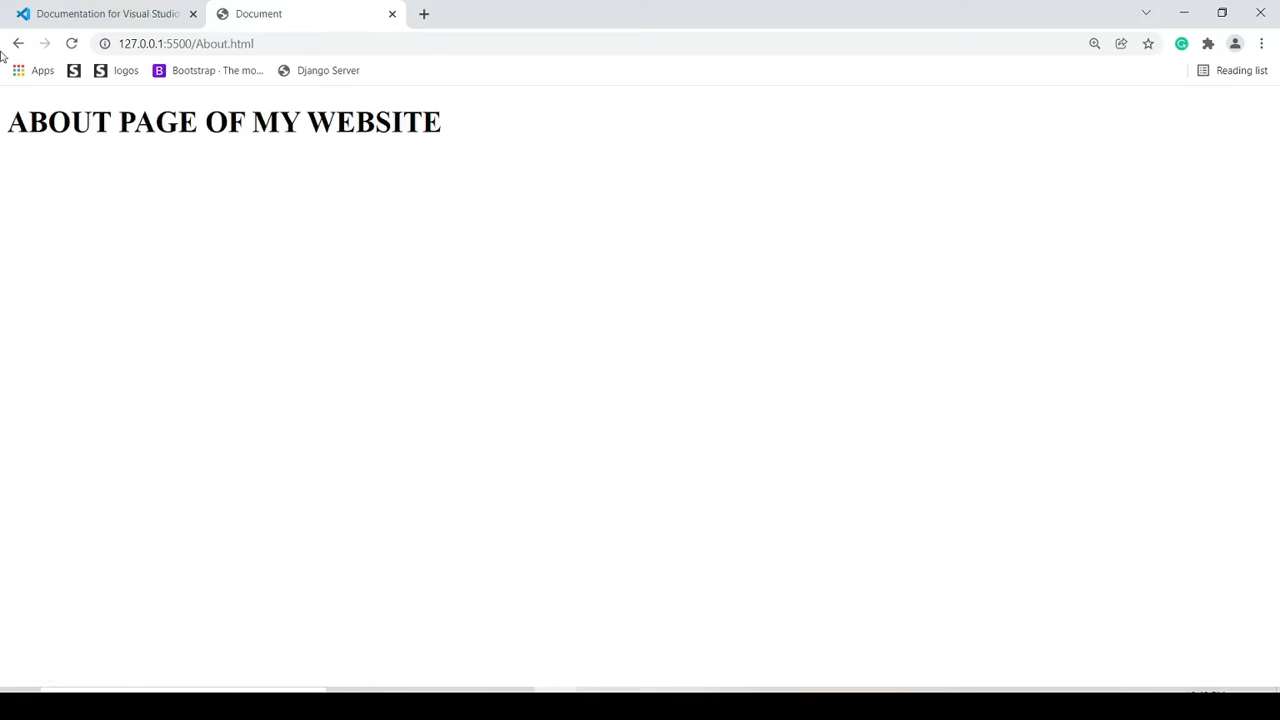 Documentation for Visual Studio
Document
127.0.0.1:5500/About.html
Apps
logos
Bootstrap · The mo...
Django Server
Reading list
ABOUT PAGE OF MY WEBSITE